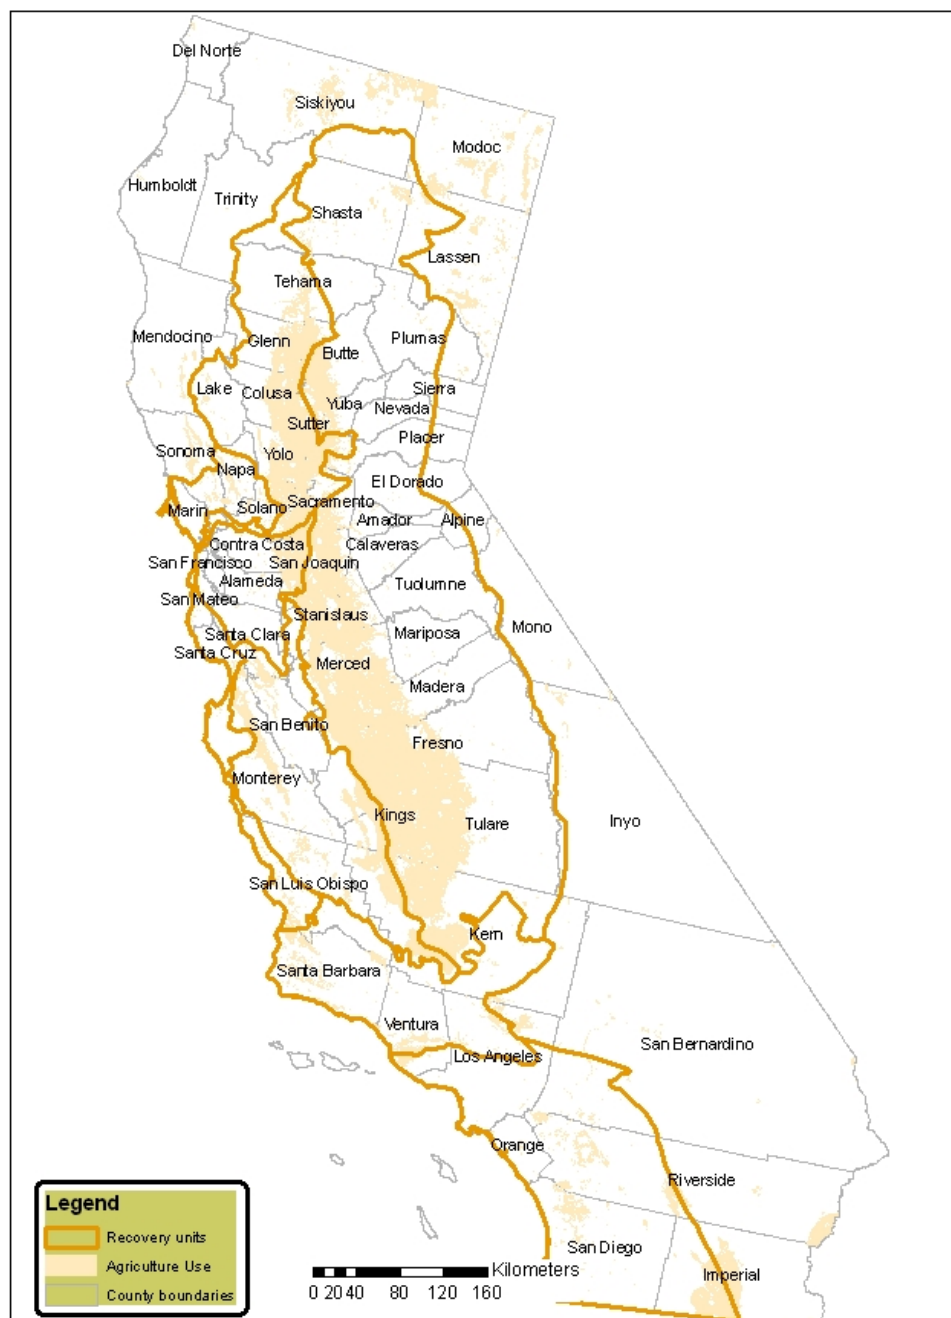 Del Norte
Siskiyou
Modoc
Humboldt
Trinity
Shasta
Lassen
Tehama
Mendocino
Glenn
Plumas
Butte
Lake
Colusa
Sierra
Yuba
Nevada
Sutter
Placer
Sonoma
Yolo
Napa
El Dorado
Marin
Solano
Sacramento
Amador
Alpine
Contra Costa
Calaveras
San Francisco
San Joaquin
Alameda
Tuolumne
San Mateo
Stanislaus
Mono
Santa Clara
Mariposa
Santa Cruz
Merced
Madera
San Benito
Fresno
Monterey
Kings
Tulare
Inyo
San Luis Obispo
Kern
Santa Barbara
Ventura
San Bernardino
Los Angeles
Orange
Riverside
San Diego
Imperial
Legend
Recovery units
Agriculture Use
County boundaries
Kilometers
0 20 40 80 120 160